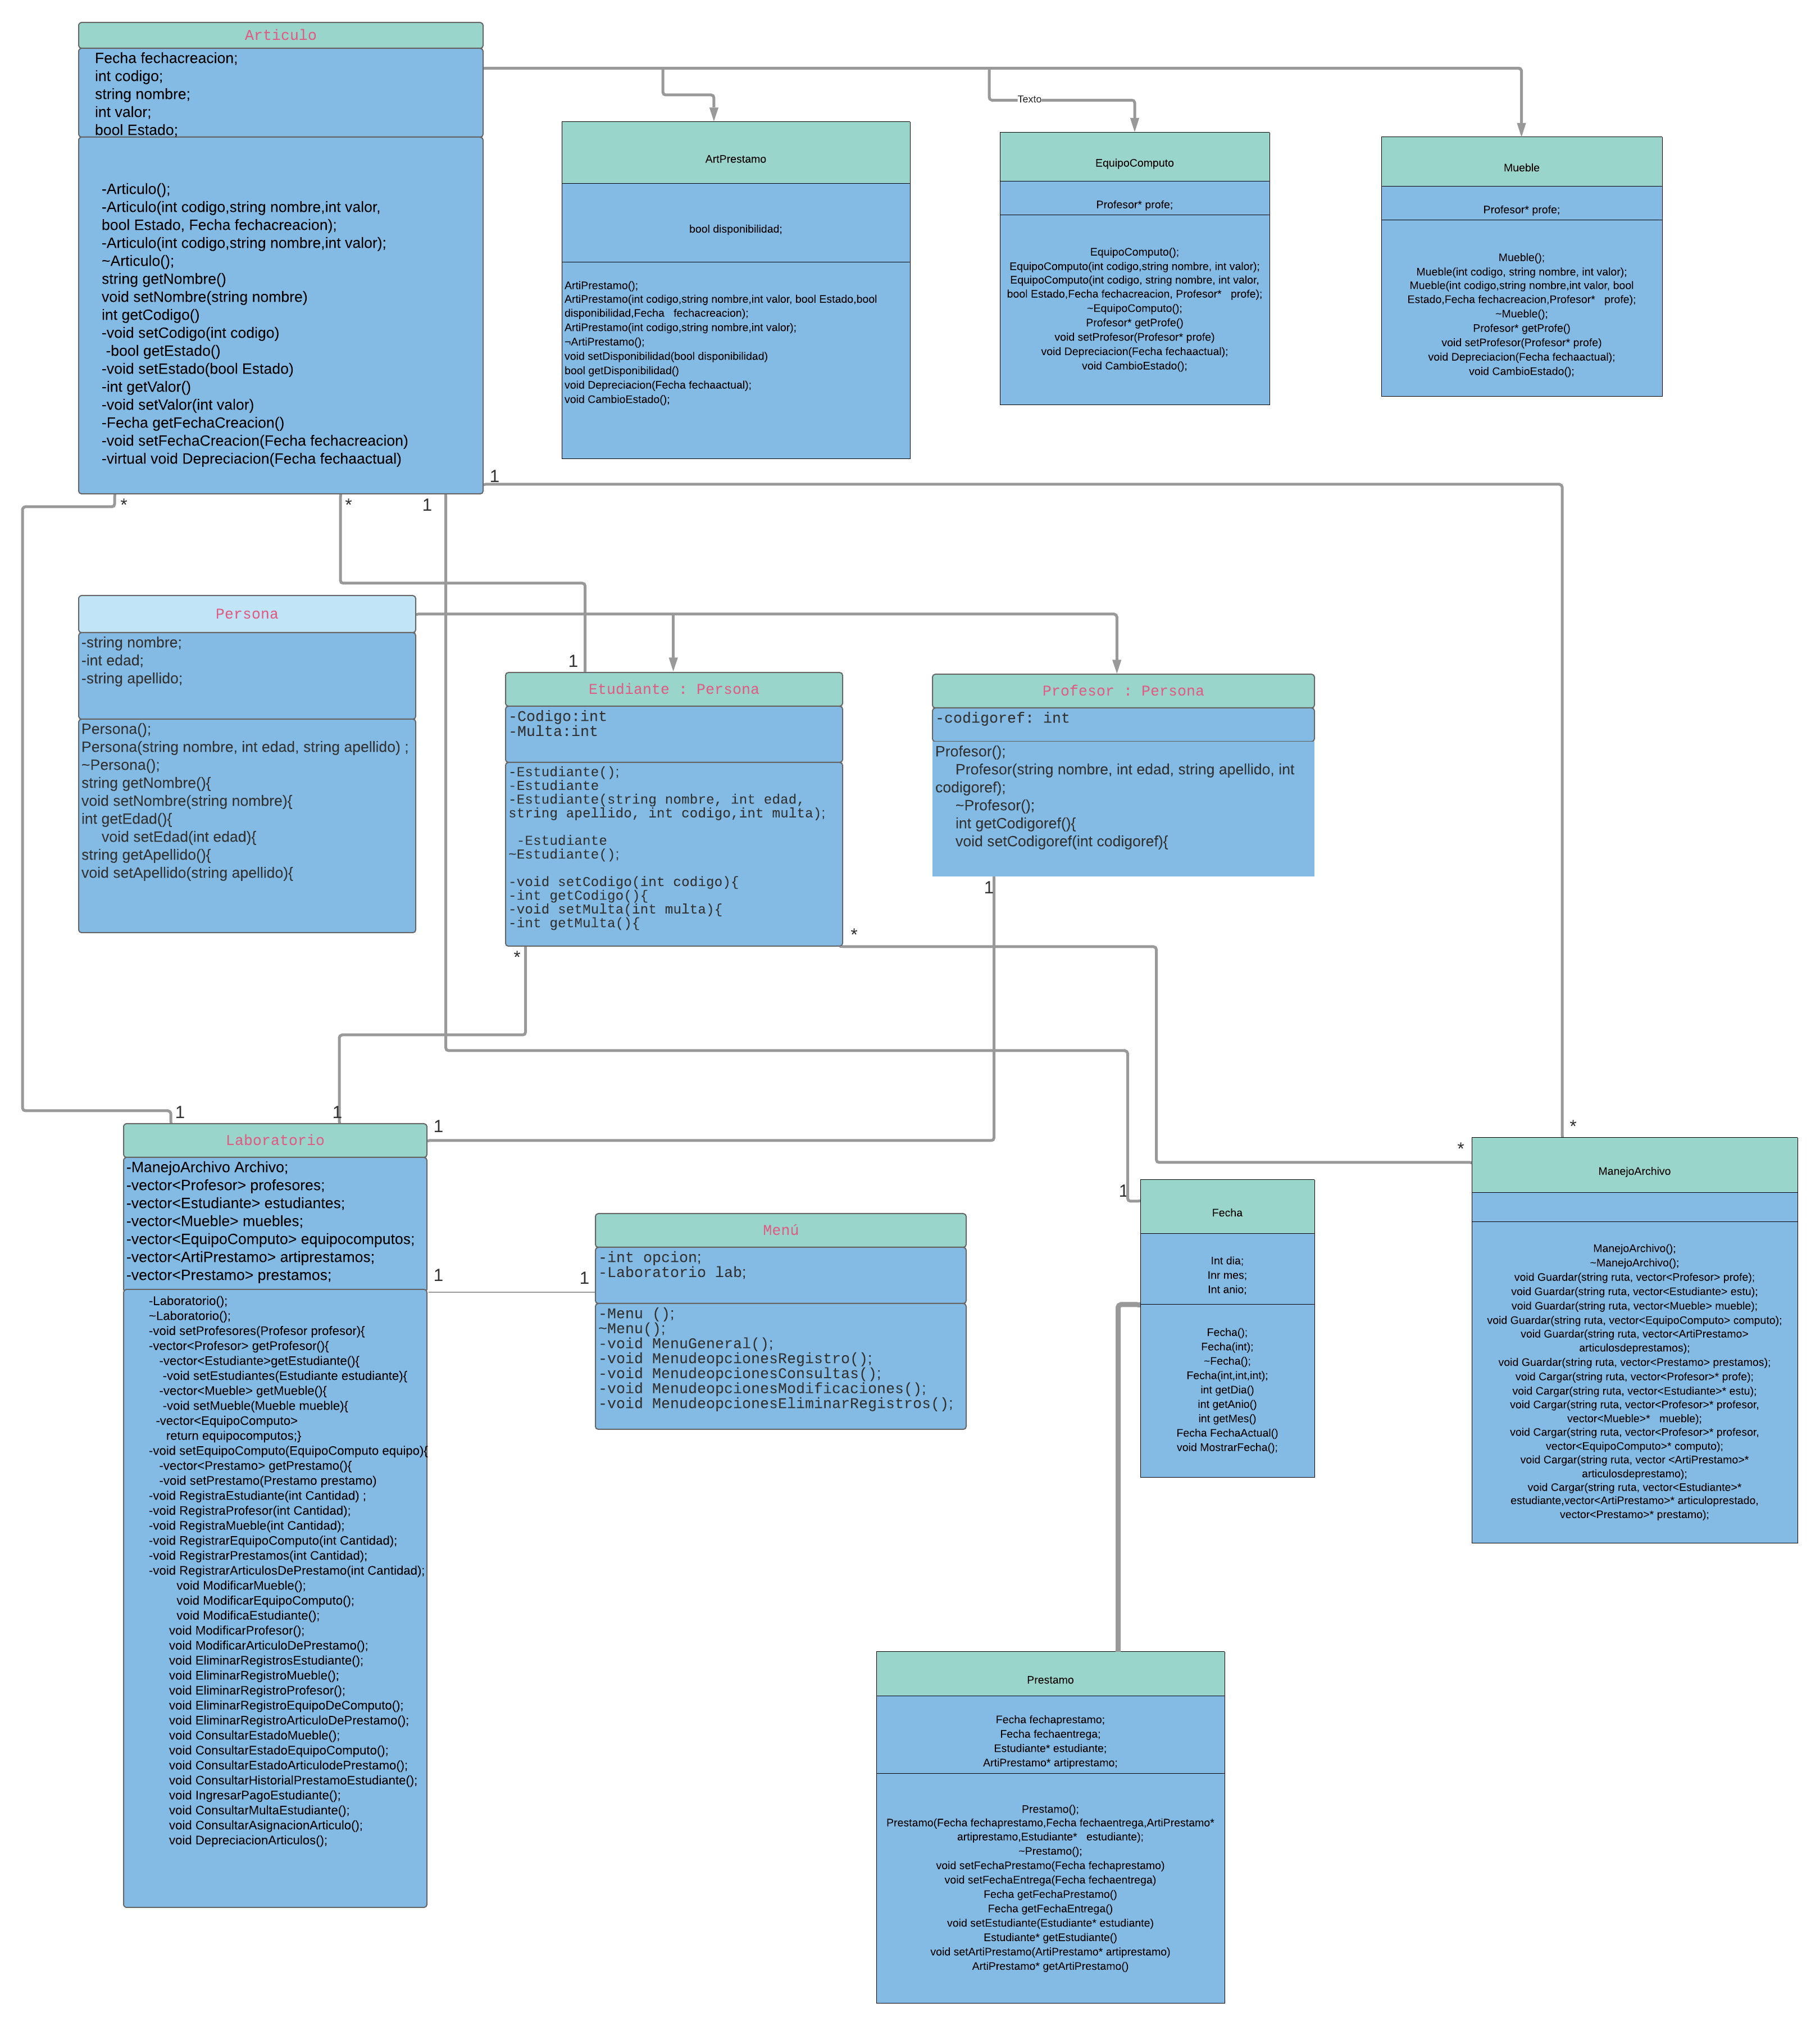 Articulo
Fecha fechacreacion;
int codigo;
string nombre;
int valor;
bool Estado;
-Articulo();
-Articulo(int codigo,string nombre,int valor,
bool Estado, Fecha fechacreacion);
-Articulo(int codigo,string nombre,int valor);
~Articulo();
string getNombre()
void setNombre(string nombre)
int getCodigo()
-void setCodigo(int codigo)
-bool getEstado()
-void setEstado(bool Estado)
-int getValor()
-void setValor(int valor)
-Fecha getFechaCreacion()
-void setFechaCreacion(Fecha fechacreacion)
-virtual void Depreciacion(Fecha fechaactual)
Texto
ArtPrestamo
bool disponibilidad;
ArtiPrestamo();
ArtiPrestamo(int codigo,string nombre,int valor, bool Estado,bool
disponibilidad,Fecha fechacreacion);
ArtiPrestamo(int codigo,string nombre,int valor);
¬ArtiPrestamo();
void setDisponibilidad(bool disponibilidad)
bool getDisponibilidad()
void Depreciacion(Fecha fechaactual);
void CambioEstado();
EquipoComputo
Profesor* profe;
EquipoComputo();
EquipoComputo(int codigo,string nombre, int valor);
EquipoComputo(int codigo, string nombre, int valor,
bool Estado,Fecha fechacreacion, Profesor* profe);
~EquipoComputo();
Profesor* getProfe()
void setProfesor(Profesor* profe)
void Depreciacion(Fecha fechaactual);
void CambioEstado();
Mueble
Profesor* profe;
Mueble();
Mueble(int codigo, string nombre, int valor);
Mueble(int codigo,string nombre,int valor, bool
Estado,Fecha fechacreacion,Profesor* profe);
~Mueble();
Profesor* getProfe()
void setProfesor(Profesor* profe)
void Depreciacion(Fecha fechaactual);
void CambioEstado();
1
*
*
1
Persona
-string nombre;
-int edad;
-string apellido;
Persona();
Persona(string nombre, int edad, string apellido) ;
~Persona();
string getNombre(){
void setNombre(string nombre){
int getEdad(){
void setEdad(int edad){
string getApellido(){
void setApellido(string apellido){
1
Etudiante : Persona
-Codigo:int
-Multa:int
-Estudiante();
-Estudiante
-Estudiante(string nombre, int edad,
string apellido, int codigo,int multa);
-Estudiante
~Estudiante();
-void setCodigo(int codigo){
-int getCodigo(){
-void setMulta(int multa){
-int getMulta(){
Profesor : Persona
-codigoref: int
Profesor();
Profesor(string nombre, int edad, string apellido, int
codigoref);
~Profesor();
int getCodigoref(){
void setCodigoref(int codigoref){
1
*
*
1
1
1
*
*
1
Laboratorio
-ManejoArchivo Archivo;
-vector<Profesor> profesores;
-vector<Estudiante> estudiantes;
-vector<Mueble> muebles;
-vector<EquipoComputo> equipocomputos;
-vector<ArtiPrestamo> artiprestamos;
-vector<Prestamo> prestamos;
-Laboratorio();
~Laboratorio();
-void setProfesores(Profesor profesor){
-vector<Profesor> getProfesor(){
-vector<Estudiante>getEstudiante(){
-void setEstudiantes(Estudiante estudiante){
-vector<Mueble> getMueble(){
-void setMueble(Mueble mueble){
-vector<EquipoComputo>
return equipocomputos;}
-void setEquipoComputo(EquipoComputo equipo){
-vector<Prestamo> getPrestamo(){
-void setPrestamo(Prestamo prestamo)
-void RegistraEstudiante(int Cantidad) ;
-void RegistraProfesor(int Cantidad);
-void RegistraMueble(int Cantidad);
-void RegistrarEquipoComputo(int Cantidad);
-void RegistrarPrestamos(int Cantidad);
-void RegistrarArticulosDePrestamo(int Cantidad);
void ModificarMueble();
void ModificarEquipoComputo();
void ModificaEstudiante();
void ModificarProfesor();
void ModificarArticuloDePrestamo();
void EliminarRegistrosEstudiante();
void EliminarRegistroMueble();
void EliminarRegistroProfesor();
void EliminarRegistroEquipoDeComputo();
void EliminarRegistroArticuloDePrestamo();
void ConsultarEstadoMueble();
void ConsultarEstadoEquipoComputo();
void ConsultarEstadoArticulodePrestamo();
void ConsultarHistorialPrestamoEstudiante();
void IngresarPagoEstudiante();
void ConsultarMultaEstudiante();
void ConsultarAsignacionArticulo();
void DepreciacionArticulos();
1
1
Menú
-int opcion;
-Laboratorio lab;
-Menu ();
~Menu();
-void MenuGeneral();
-void MenudeopcionesRegistro();
-void MenudeopcionesConsultas();
-void MenudeopcionesModificaciones();
-void MenudeopcionesEliminarRegistros();
Fecha
Int dia;
Inr mes;
Int anio;
Fecha();
Fecha(int);
~Fecha();
Fecha(int,int,int);
int getDia()
int getAnio()
int getMes()
Fecha FechaActual()
void MostrarFecha();
ManejoArchivo
ManejoArchivo();
~ManejoArchivo();
void Guardar(string ruta, vector<Profesor> profe);
void Guardar(string ruta, vector<Estudiante> estu);
void Guardar(string ruta, vector<Mueble> mueble);
void Guardar(string ruta, vector<EquipoComputo> computo);
void Guardar(string ruta, vector<ArtiPrestamo>
articulosdeprestamos);
void Guardar(string ruta, vector<Prestamo> prestamos);
void Cargar(string ruta, vector<Profesor>* profe);
void Cargar(string ruta, vector<Estudiante>* estu);
void Cargar(string ruta, vector<Profesor>* profesor,
vector<Mueble>* mueble);
void Cargar(string ruta, vector<Profesor>* profesor,
vector<EquipoComputo>* computo);
void Cargar(string ruta, vector <ArtiPrestamo>*
articulosdeprestamo);
void Cargar(string ruta, vector<Estudiante>*
estudiante,vector<ArtiPrestamo>* articuloprestado,
vector<Prestamo>* prestamo);
Prestamo
Fecha fechaprestamo;
Fecha fechaentrega;
Estudiante* estudiante;
ArtiPrestamo* artiprestamo;
Prestamo();
Prestamo(Fecha fechaprestamo,Fecha fechaentrega,ArtiPrestamo*
artiprestamo,Estudiante* estudiante);
~Prestamo();
void setFechaPrestamo(Fecha fechaprestamo)
void setFechaEntrega(Fecha fechaentrega)
Fecha getFechaPrestamo()
Fecha getFechaEntrega()
void setEstudiante(Estudiante* estudiante)
Estudiante* getEstudiante()
void setArtiPrestamo(ArtiPrestamo* artiprestamo)
ArtiPrestamo* getArtiPrestamo()